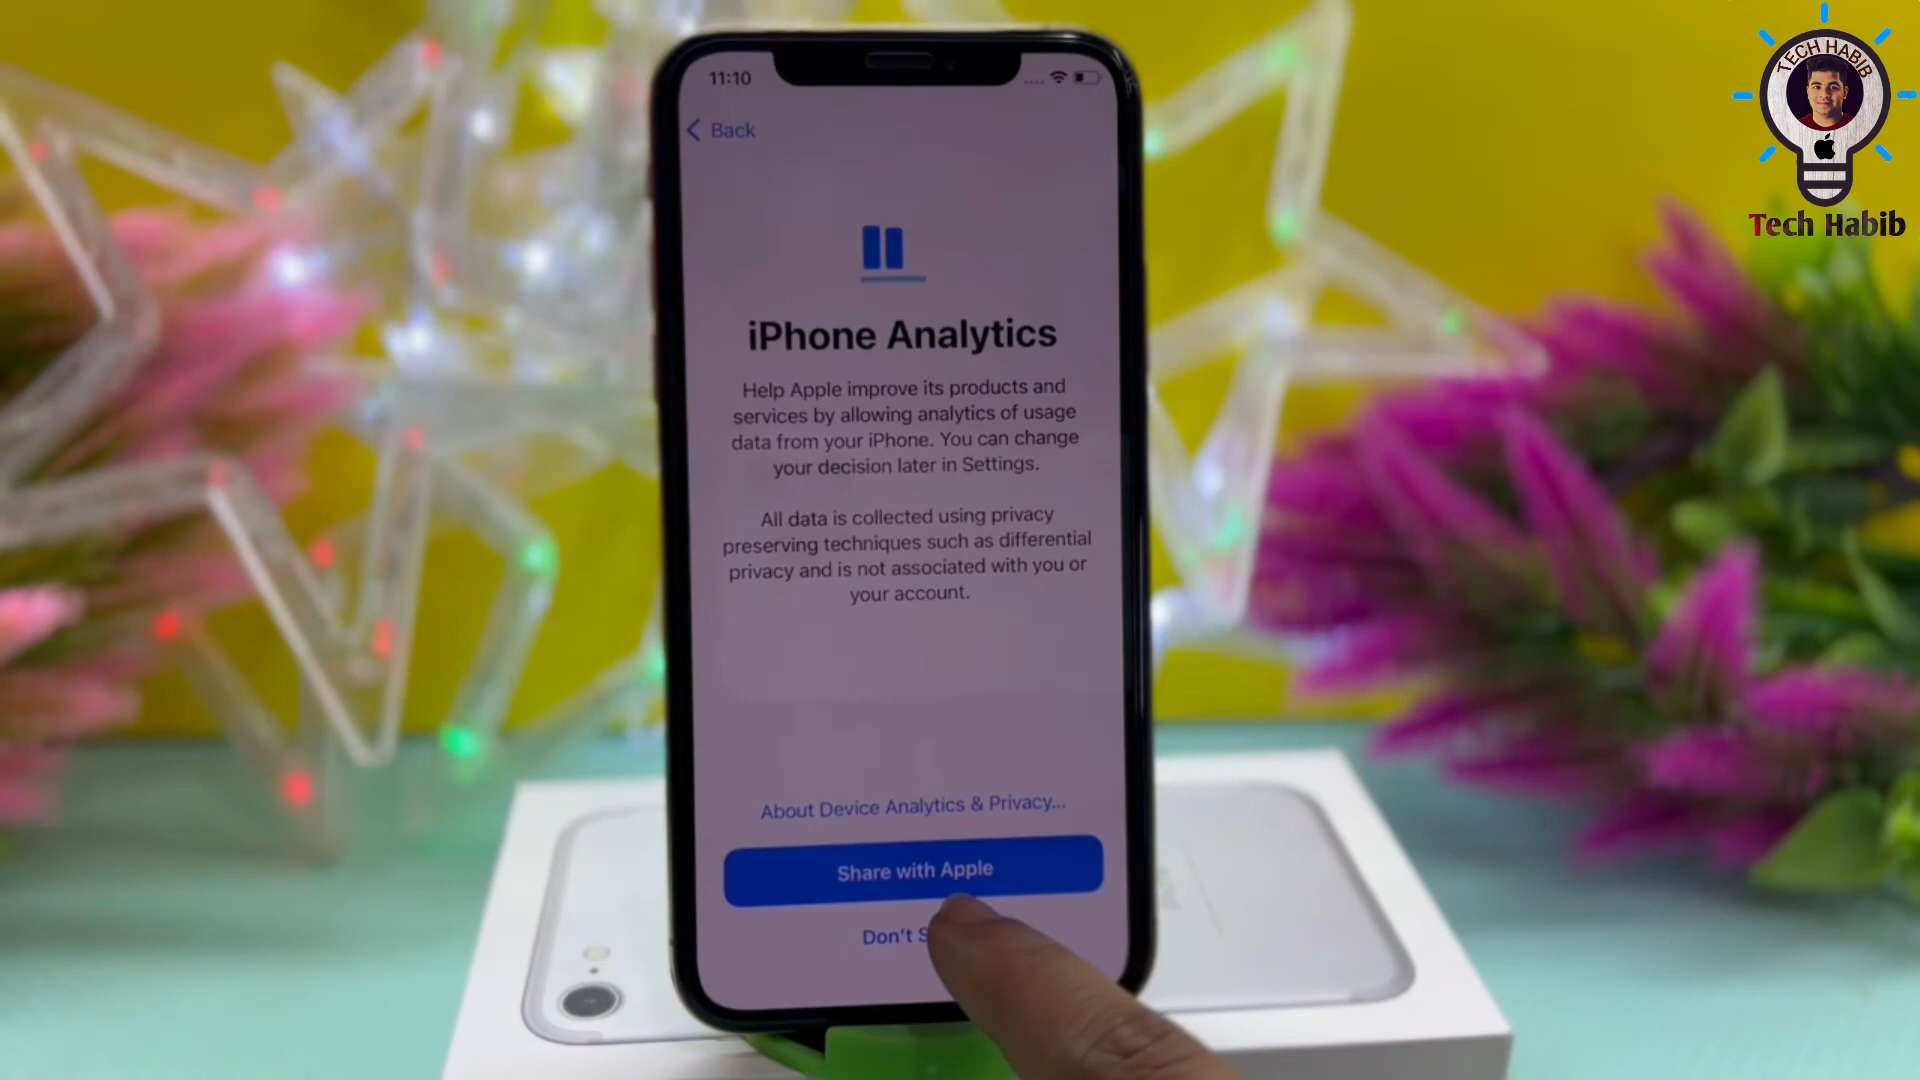 TECH HABIB
Tech Habib
11:10
Back
iPhone Analytics
Help Apple improve its products and
services by allowing analytics of usage
data from your iPhone. You can change
your decision later in Settings.
All data is collected using privacy
preserving techniques such as differential
privacy and is not associated with you or
your account.
About Device Analytics & Privacy...
Share with Apple
Don't S